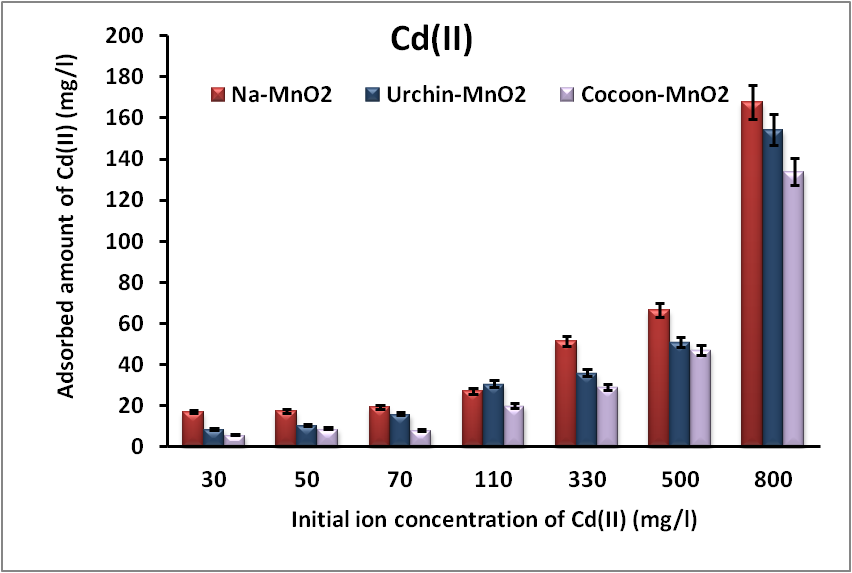 Cd(II)
Na-MnO2 Urchin-MnO2 Cocoon-MnO2
Adsorbed amount of Cd(II) (mg/l)
200
180
160
140
120
100
80
60
40
20
0
30 50 70 110 330 500 800
Initial ion concentration of Cd(II) (mg/l)